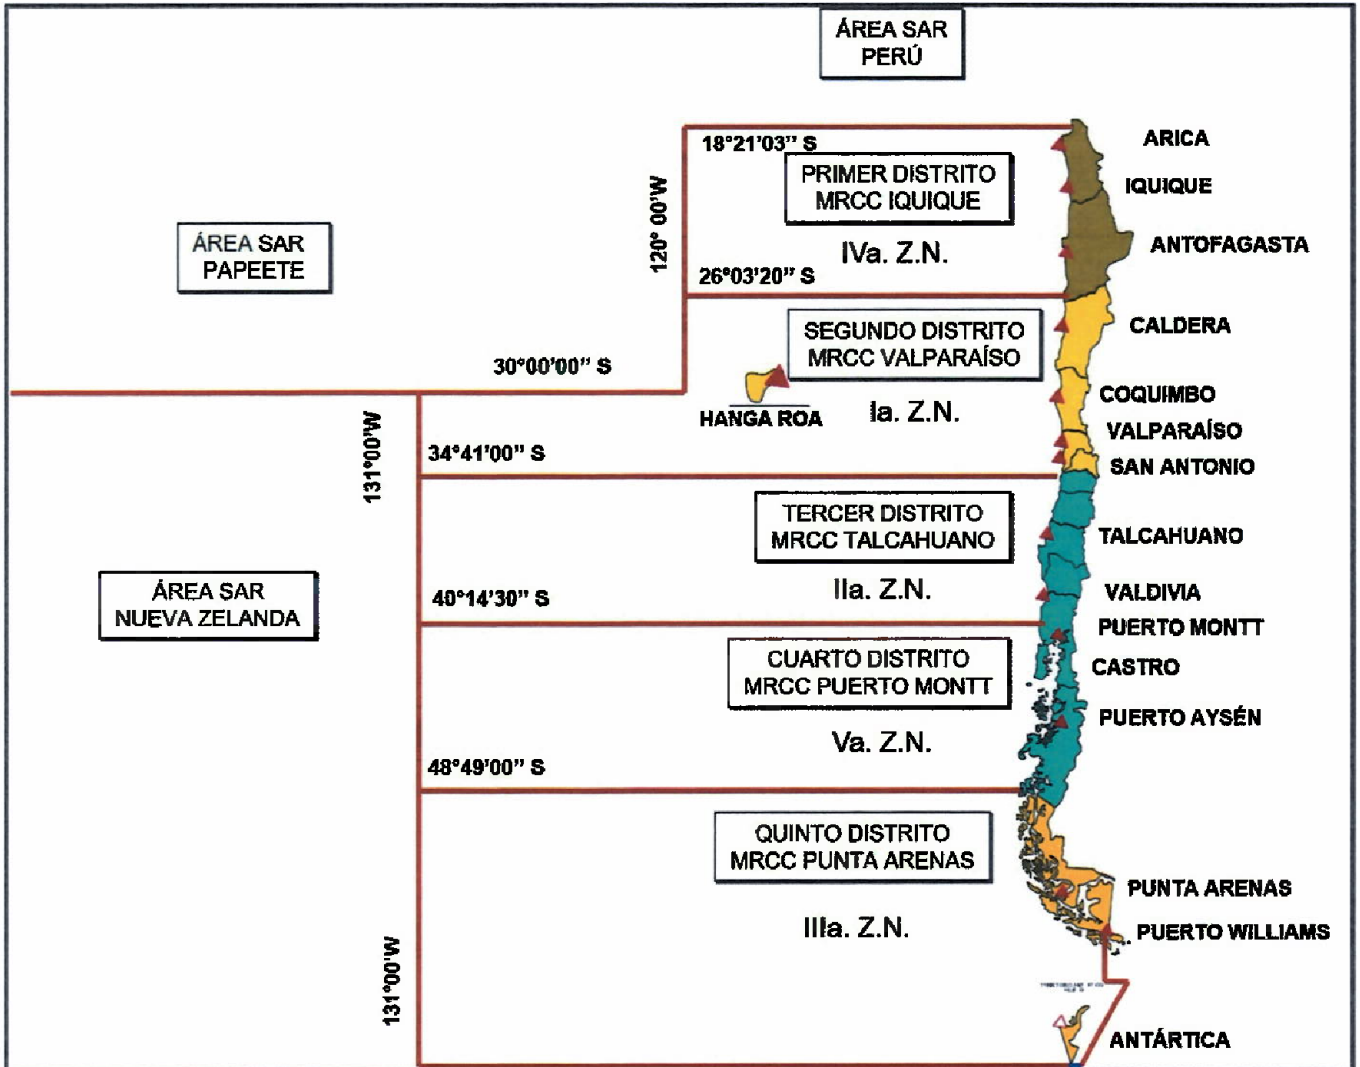 ÁREA SAR
PERÚ
18°21'03" S
ARICA
PRIMER DISTRITO
MRCC IQUIQUE
IQUIQUE
120° 00'W
ÁREA SAR
PAPEETE
IVa. Z.N.
ANTOFAGASTA
26°03'20" S
SEGUNDO DISTRITO
MRCC VALPARAÍSO
CALDERA
30°00'00" S
HANGA ROA
Ia. Z.N.
COQUIMBO
VALPARAÍSO
131°00'W
34°41'00" S
SAN ANTONIO
TERCER DISTRITO
MRCC TALCAHUANO
TALCAHUANO
ÁREA SAR
NUEVA ZELANDA
IIa. Z.N.
40°14'30" S
VALDIVIA
PUERTO MONTT
CUARTO DISTRITO
MRCC PUERTO MONTT
CASTRO
PUERTO AYSÉN
Va. Z.N.
48°49'00" S
QUINTO DISTRITO
MRCC PUNTA ARENAS
PUNTA ARENAS
IIIa. Z.N.
PUERTO WILLIAMS
131°00'W
ANTÁRTICA